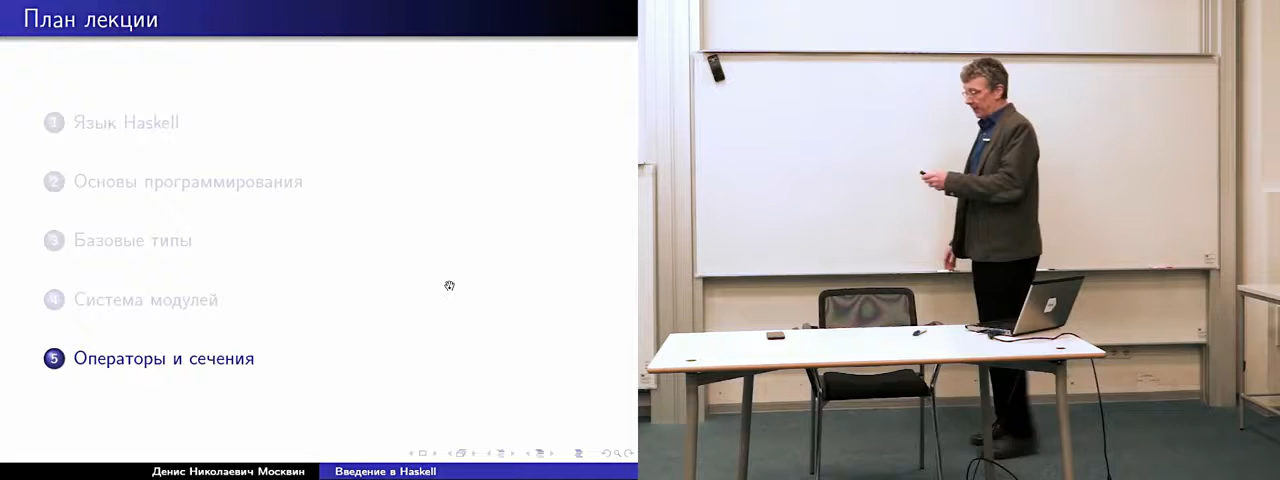 План лекции
1 Язык Haskell
2 Основы программирования
3 Базовые типы
4 Система модулей
5 Операторы и сечения
Денис Николаевич Москвин Введение в Haskell